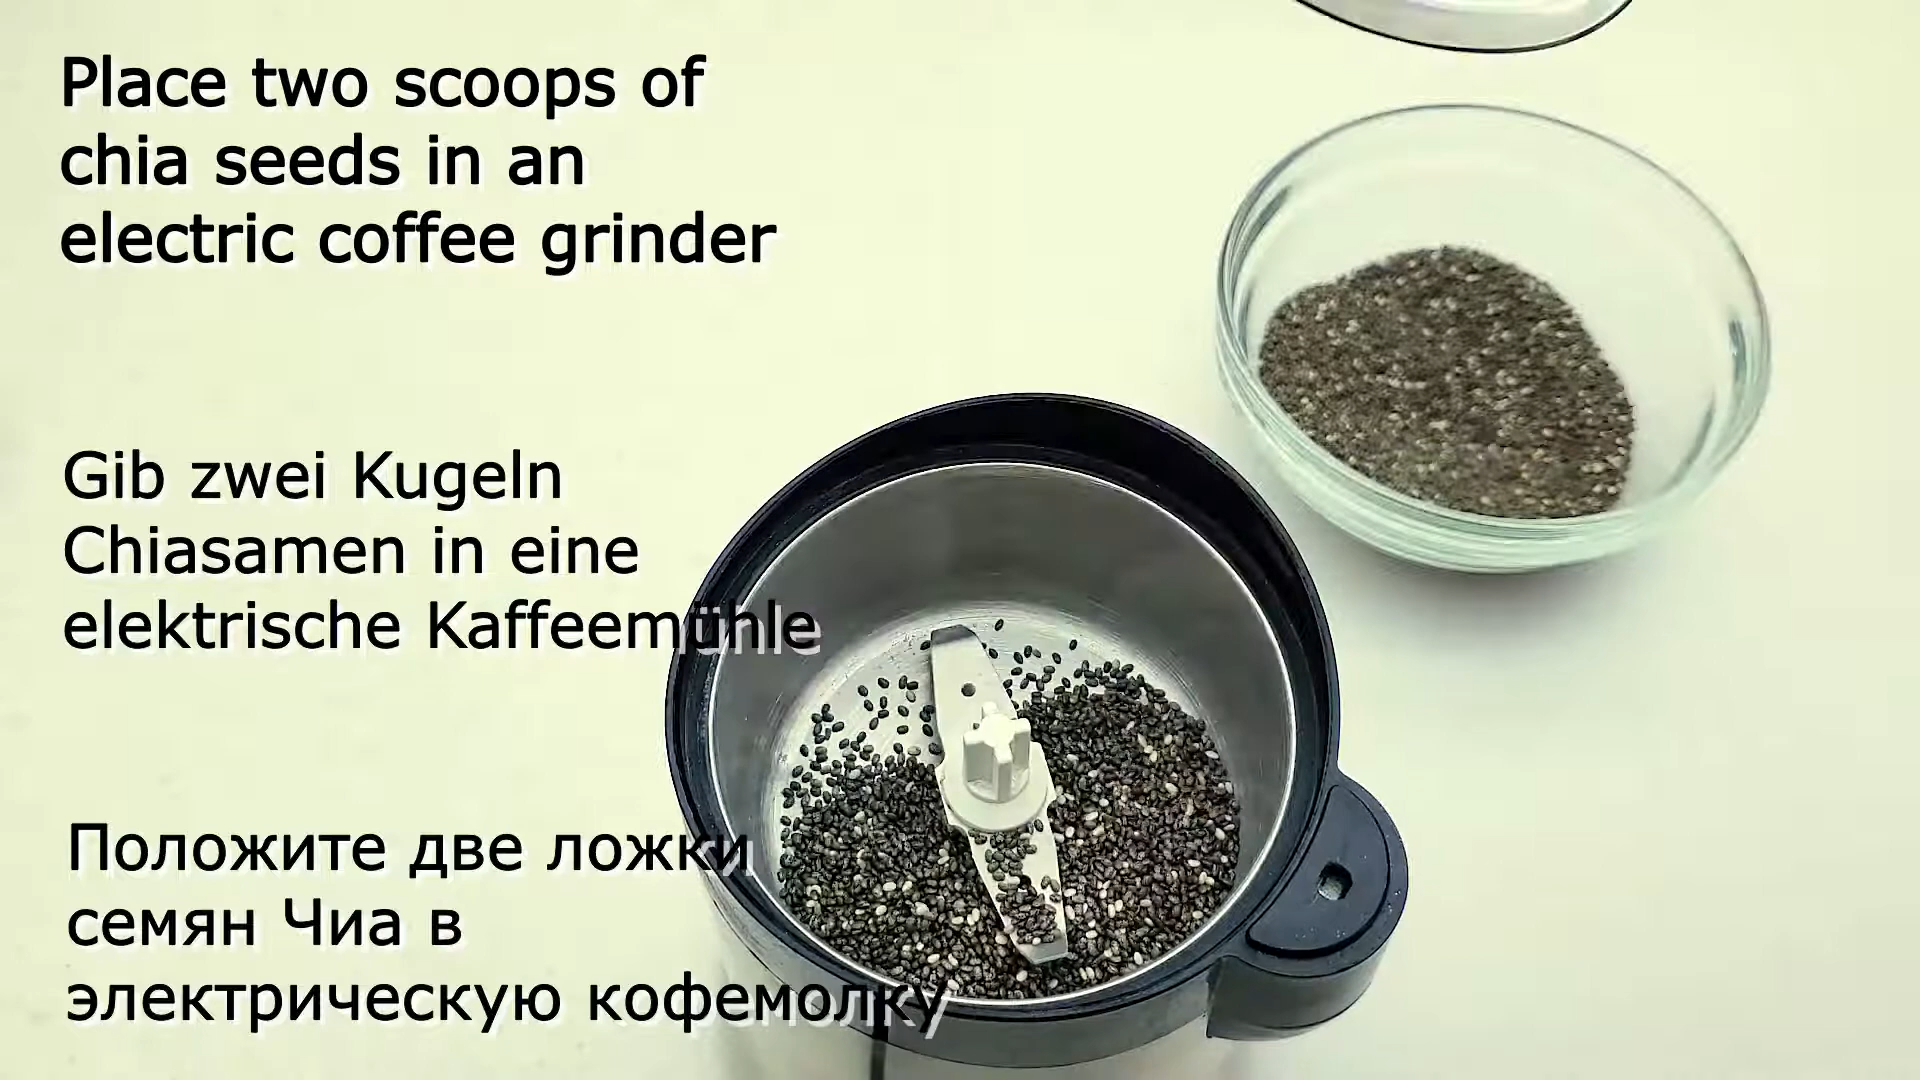 Place two scoops of
chia seeds in an
electric coffee grinder
Gib zwei Kugeln
Chiasamen in eine
elektrische Kaffeemühle
Положите две ложки
семян Чиа в
электрическую кофемолку